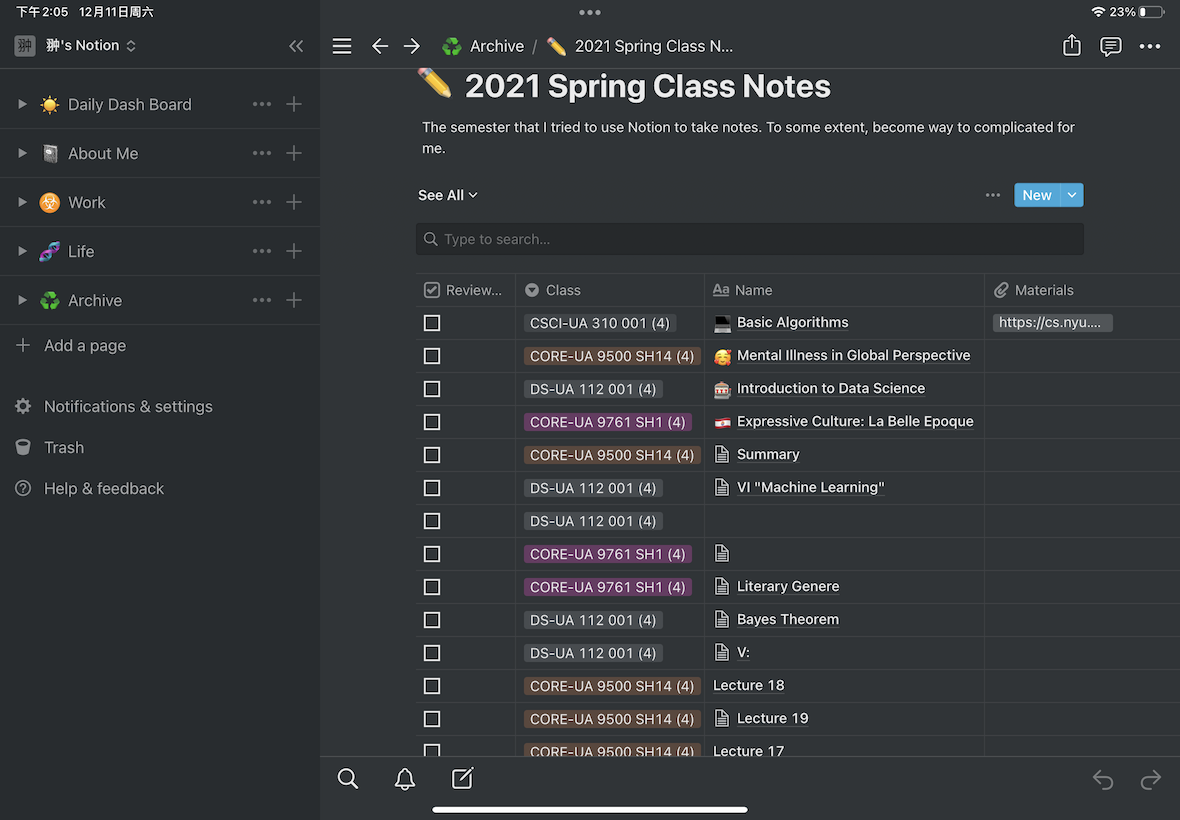 下午2:05 12月11日周六
23%
翀 翀's Notion
Archive / 2021 Spring Class N...
Daily Dash Board
About Me
Work
Life
Archive
Add a page
Notifications & settings
Trash
Help & feedback
2021 Spring Class Notes
The semester that I tried to use Notion to take notes. To some extent, become way to complicated for
me.
See All
New
Type to search...
Review... Class Aa Name Materials
CSCI-UA 310 001 (4) Basic Algorithms https://cs.nyu....
CORE-UA 9500 SH14 (4) Mental Illness in Global Perspective
DS-UA 112 001 (4) Introduction to Data Science
CORE-UA 9761 SH1 (4) Expressive Culture: La Belle Epoque
CORE-UA 9500 SH14 (4) Summary
DS-UA 112 001 (4) VI "Machine Learning"
DS-UA 112 001 (4)
CORE-UA 9761 SH1 (4)
CORE-UA 9761 SH1 (4) Literary Genere
DS-UA 112 001 (4) Bayes Theorem
DS-UA 112 001 (4) V:
CORE-UA 9500 SH14 (4) Lecture 18
CORE-UA 9500 SH14 (4) Lecture 19
CORE-UA 9500 SH14 (4) Lecture 17